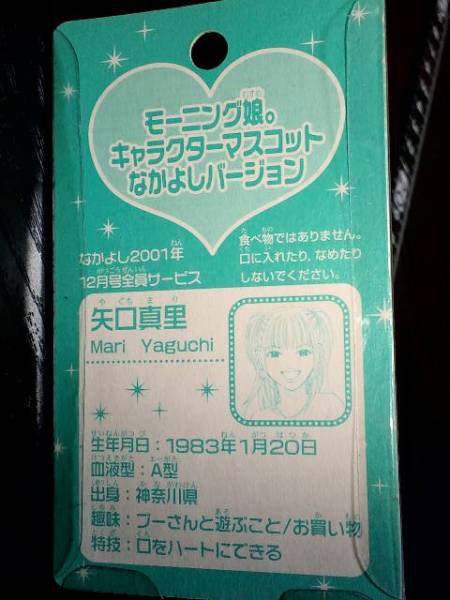 モーニング娘。
キャラクターマスコット
なかよしバージョン
なかよし2001年
12月号全員サービス
食べ物ではありません。
口に入れたり、なめたり
しないでください。
矢口真里
Mari Yaguchi
生年月日：1983年1月20日
血液型：A型
出身：神奈川県
趣味：プーさんと遊ぶこと/お買い物
特技：口をハートにできる